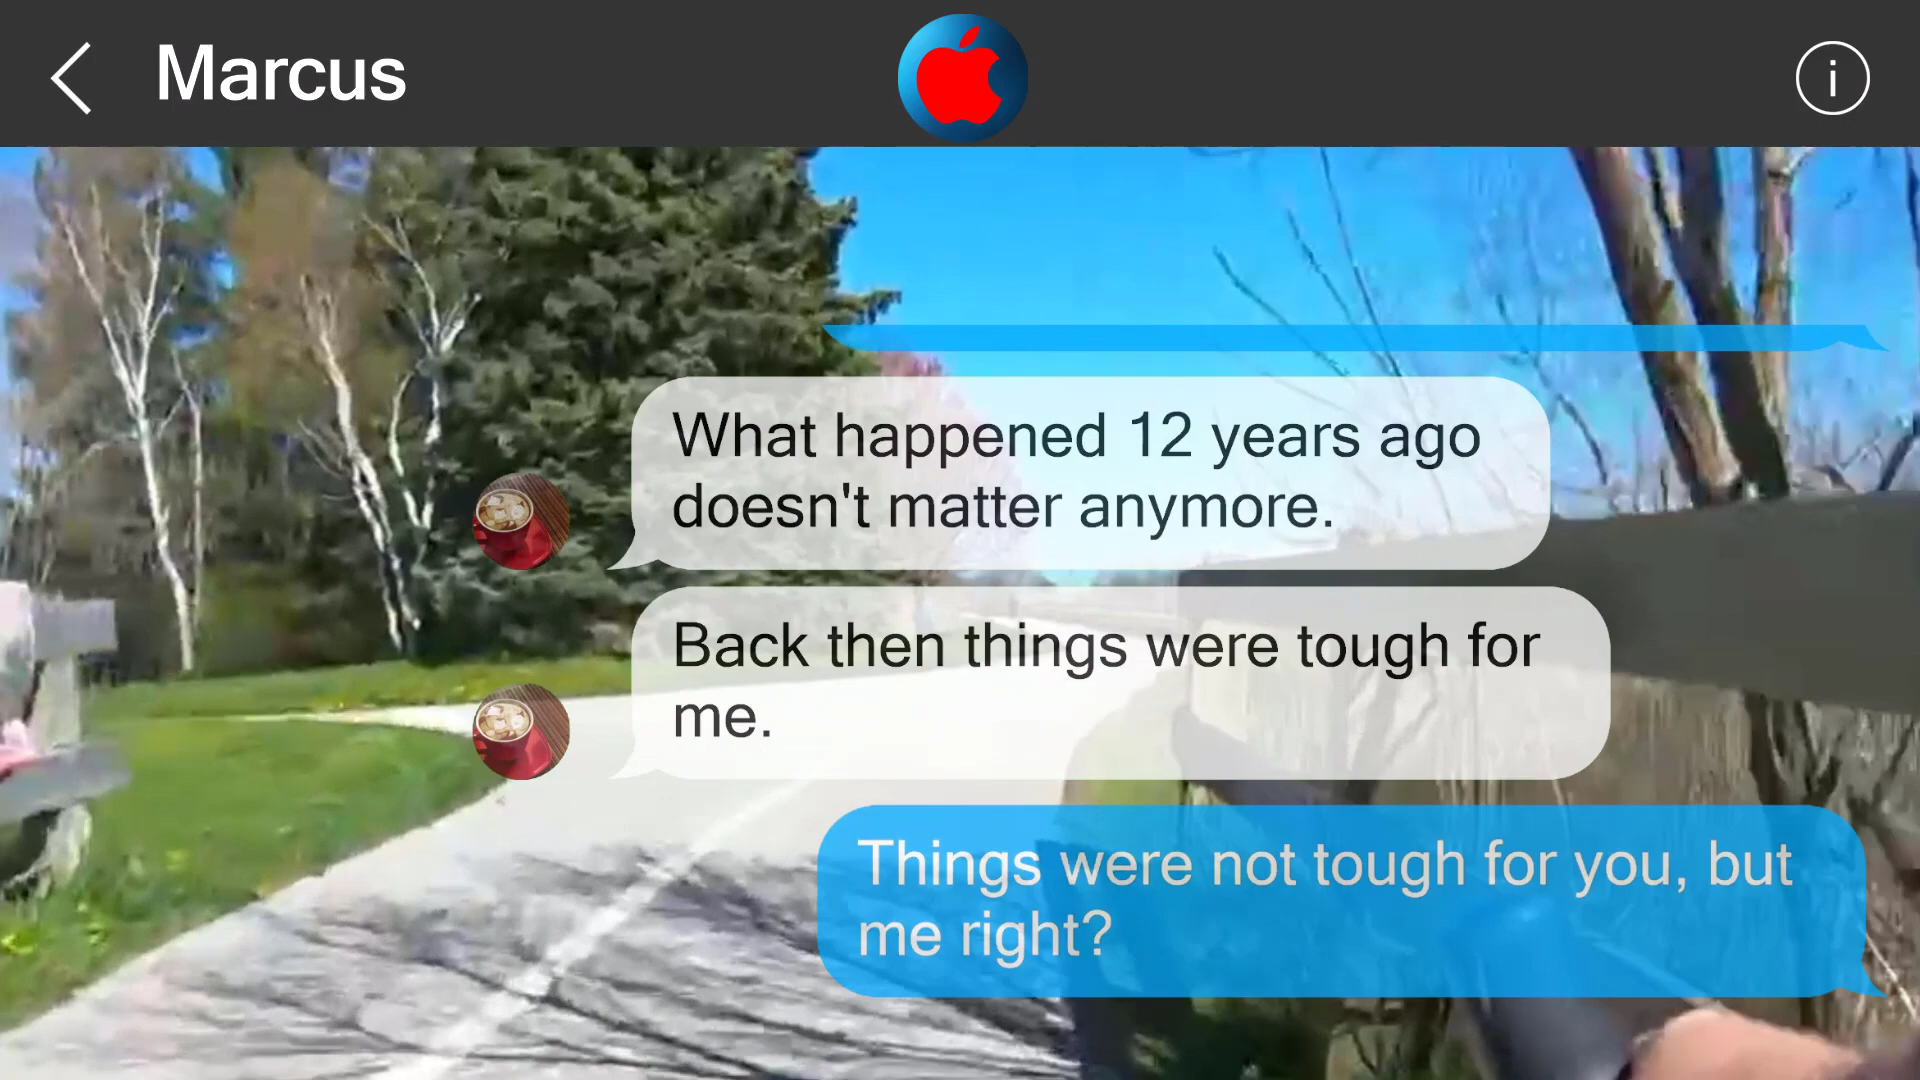 Marcus
What happened 12 years ago
doesn't matter anymore.
Back then things were tough for
me.
Things were not tough for you, but
me right?